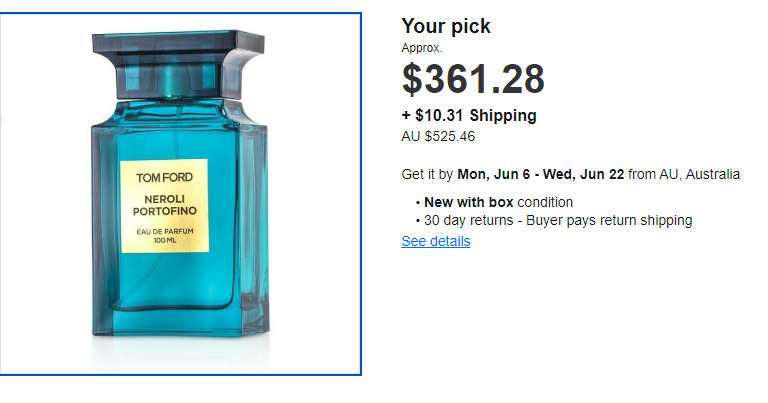 TOM FORD
NEROLI
PORTOFINO
EAU DE PARFUM
100 ML
Your pick
Approx.
$361.28
+ $10.31 Shipping
AU $525.46
Get it by Mon, Jun 6 - Wed, Jun 22 from AU, Australia
• New with box condition
• 30 day returns - Buyer pays return shipping
See details